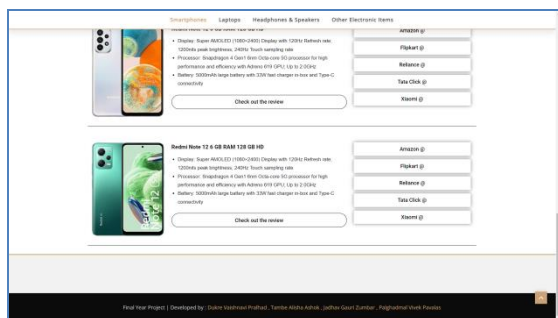 Smartphones Laptops Headphones & Speakers Other Electronic Items
Amazon @
• Display: Super AMOLED (1080×2400) Display with 120Hz Refresh rate,
1200nits peak brightness, 240Hz Touch sampling rate
• Processor: Snapdragon 4 Gen1 6nm Octa-core 5G processor for high
performance and efficiency with Adreno 619 GPU; Up to 2.0GHz
• Battery: 5000mAh large battery with 33W fast charger in-box and Type-C
connectivity
Check out the review
Flipkart @
Reliance @
Tata Click @
Xiaomi @
Redmi Note 12 6 GB RAM 128 GB HD
• Display: Super AMOLED (1080×2400) Display with 120Hz Refresh rate,
1200nits peak brightness, 240Hz Touch sampling rate
• Processor: Snapdragon 4 Gen1 6nm Octa-core 5G processor for high
performance and efficiency with Adreno 619 GPU; Up to 2.0GHz
• Battery: 5000mAh large battery with 33W fast charger in-box and Type-C
connectivity
Check out the review
Amazon @
Flipkart @
Reliance @
Tata Click @
Xiaomi @
Redmi
Note 12
Final Year Project | Developed by : Dukre Vaishnavi Pralhad , Tambe Alisha Ashok , Jadhav Gauri Zumbar , Palghadmal Vivek Pavalas